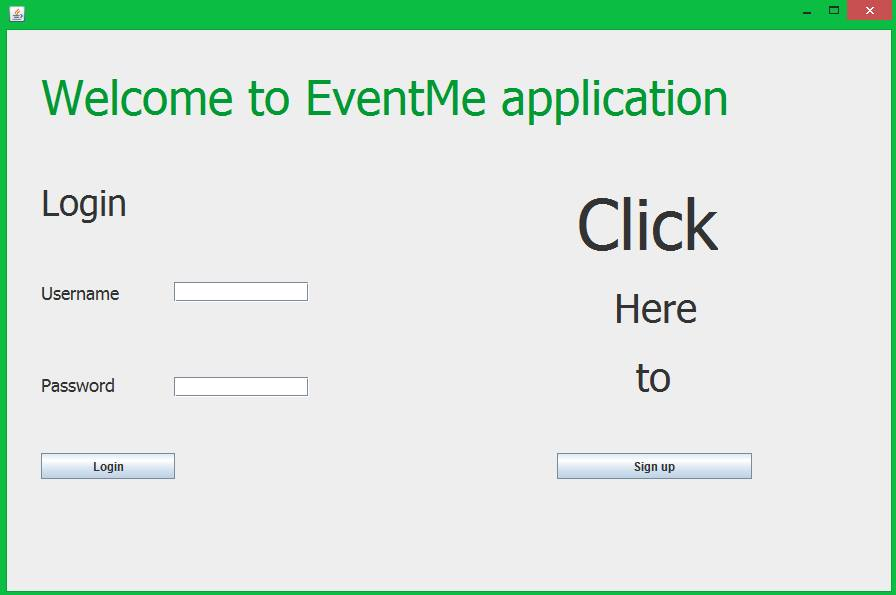 Welcome to EventMe application
Login
Username
Password
Login
Click
Here
to
Sign up